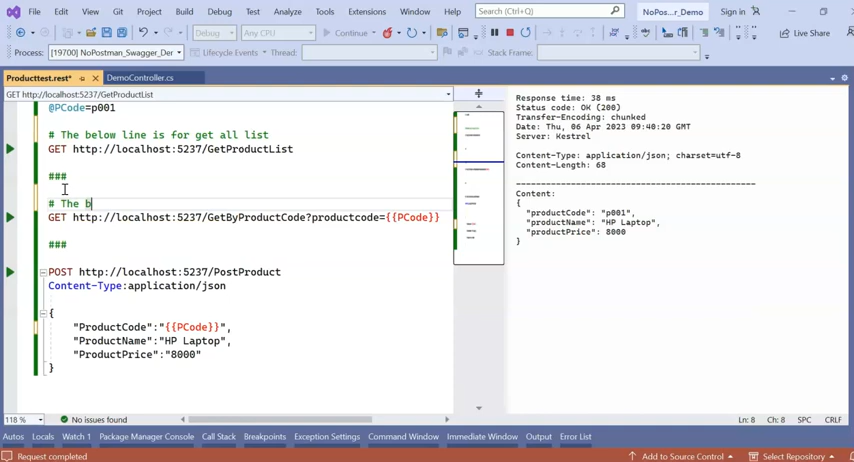 File Edit View Git Project Build Debug Test Analyze Tools Extensions Window Help Search (Ctrl+Q) NoPos...r_Demo Sign in
Debug Any CPU Continue Live Share
Process: [19700] NoPostman_Swagger_Dem Lifecycle Events Thread: Stack Frame:
Producttest.rest* DemoController.cs
GET http://localhost:5237/GetProductList
@PCode=p001
# The below line is for get all list
GET http://localhost:5237/GetProductList
###
# The b
GET http://localhost:5237/GetByProductCode?productcode={{PCode}}
###
POST http://localhost:5237/PostProduct
Content-Type:application/json
{
"ProductCode":"{{PCode}}",
"ProductName":"HP Laptop",
"ProductPrice":"8000"
}
Response time: 38 ms
Status code: OK (200)
Transfer-Encoding: chunked
Date: Thu, 06 Apr 2023 09:40:20 GMT
Server: Kestrel
Content-Type: application/json; charset=utf-8
Content-Length: 68
------------------------------------------------
Content:
{
"productCode": "p001",
"productName": "HP Laptop",
"productPrice": 8000
}
118 % No issues found Ln: 8 Ch: 8 SPC CRLF
Autos Locals Watch 1 Package Manager Console Call Stack Breakpoints Exception Settings Command Window Immediate Window Output Error List
Request completed Add to Source Control Select Repository